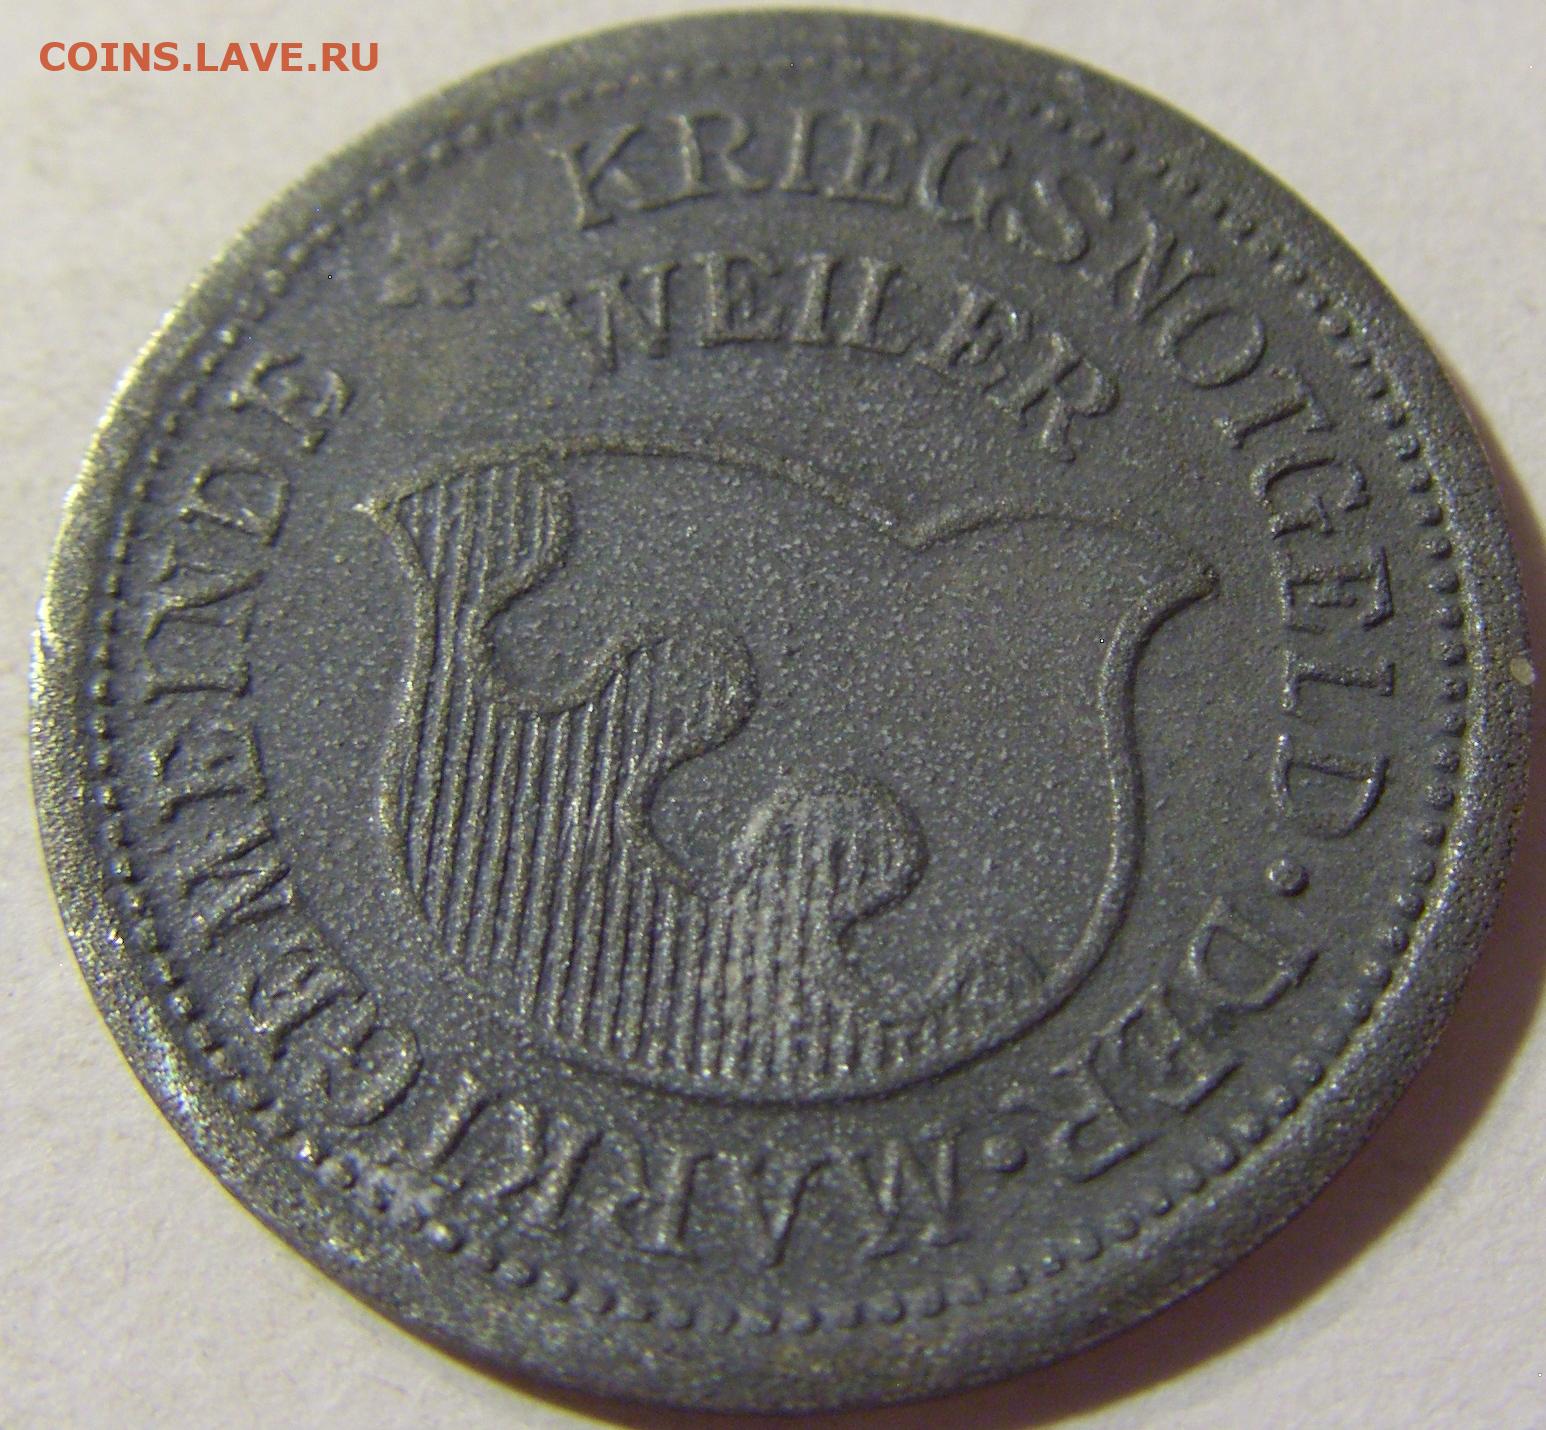 COINS.LAVE.RU
KRIEGSNOTGELD · DER · MARKTGEMEINDE
WEILER